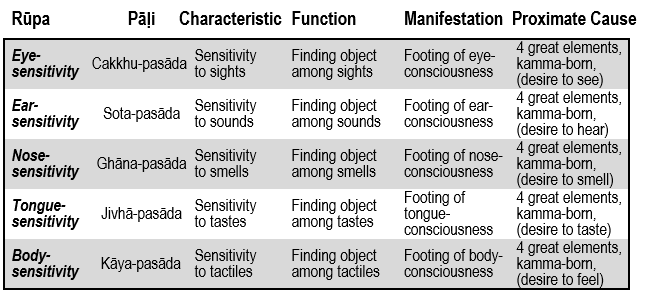 Rūpa Pāḷi Characteristic Function Manifestation Proximate Cause
Eye-sensitivity Cakkhu-pasāda Sensitivity to sights Finding object among sights Footing of eye-consciousness 4 great elements, kamma-born, (desire to see)
Ear-sensitivity Sota-pasāda Sensitivity to sounds Finding object among sounds Footing of ear-consciousness 4 great elements, kamma-born, (desire to hear)
Nose-sensitivity Ghāna-pasāda Sensitivity to smells Finding object among smells Footing of nose-consciousness 4 great elements, kamma-born, (desire to smell)
Tongue-sensitivity Jivhā-pasāda Sensitivity to tastes Finding object among tastes Footing of tongue-consciousness 4 great elements, kamma-born, (desire to taste)
Body-sensitivity Kāya-pasāda Sensitivity to tactiles Finding object among tactiles Footing of body-consciousness 4 great elements, kamma-born, (desire to feel)